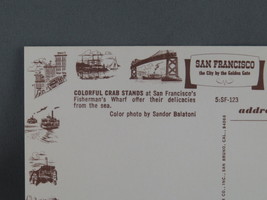 SAN FRANCISCO
the City by the Golden Gate
COLORFUL CRAB STANDS at San Francisco's
Fisherman's Wharf offer their delicacies
from the sea.
S:SF-123
Color photo by Sandor Balatoni
addre